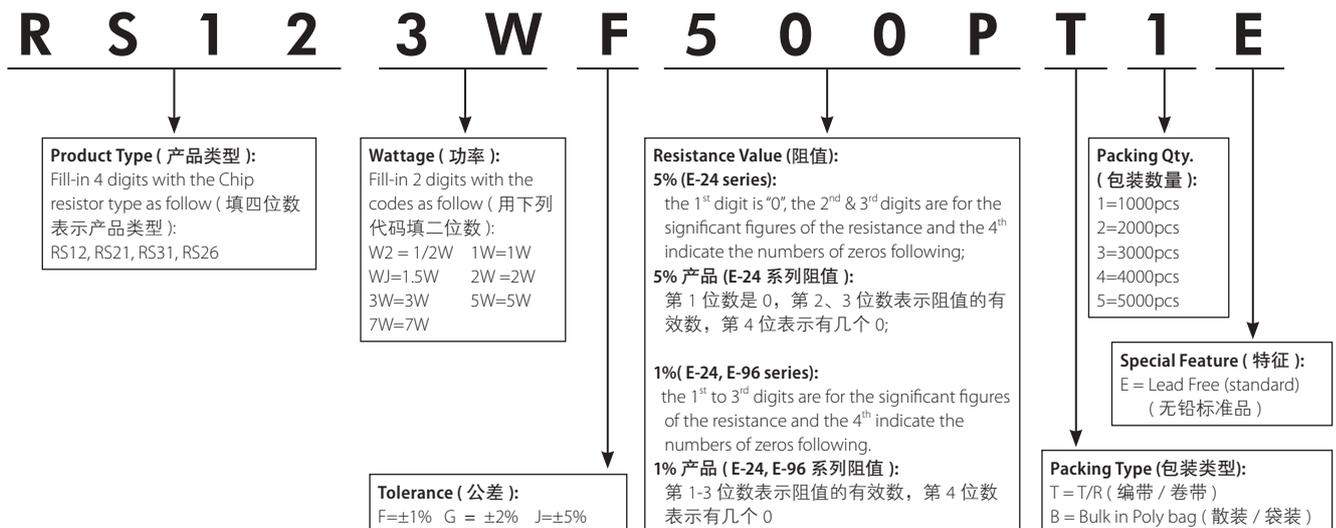 R S 1 2 3 W F 5 0 0 P T 1 E
Product Type ( 产品类型 ):
Fill-in 4 digits with the Chip
resistor type as follow ( 填四位数
表示产品类型 ):
RS12, RS21, RS31, RS26
Wattage ( 功率 ):
Fill-in 2 digits with the
codes as follow ( 用下列
代码填二位数 ):
W2 = 1/2W 1W=1W
WJ=1.5W 2W =2W
3W=3W 5W=5W
7W=7W
Tolerance ( 公差 ):
F=±1% G = ±2% J=±5%
Resistance Value (阻值):
5% (E-24 series):
the 1st digit is “0”, the 2nd & 3rd digits are for the
significant figures of the resistance and the 4th
indicate the numbers of zeros following;
5% 产品 (E-24 系列阻值 ):
第 1 位数是 0，第 2、3 位数表示阻值的有
效数，第 4 位表示有几个 0;
1%( E-24, E-96 series):
the 1st to 3rd digits are for the significant figures
of the resistance and the 4th indicate the
numbers of zeros following.
1% 产品 ( E-24, E-96 系列阻值 ):
第 1-3 位数表示阻值的有效数，第 4 位数
表示有几个 0
Packing Qty.
( 包装数量 ):
1=1000pcs
2=2000pcs
3=3000pcs
4=4000pcs
5=5000pcs
Special Feature ( 特征 ):
E = Lead Free (standard)
( 无铅标准品 )
Packing Type (包装类型):
T = T/R ( 编带 / 卷带 )
B = Bulk in Poly bag ( 散装 / 袋装 )